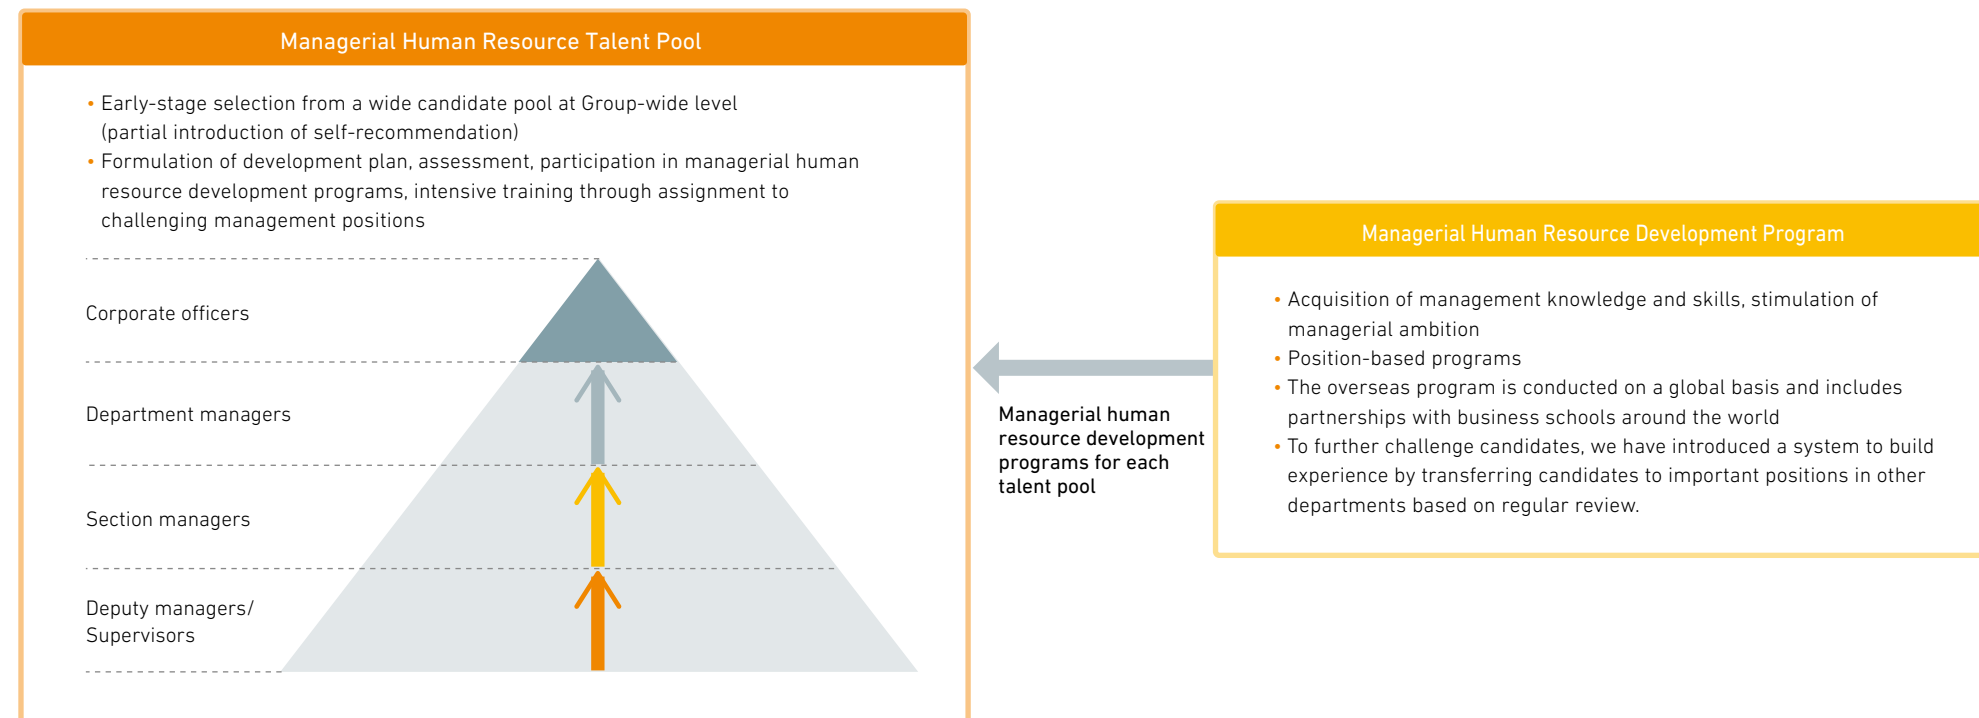 Managerial Human Resource Talent Pool
• Early-stage selection from a wide candidate pool at Group-wide level
(partial introduction of self-recommendation)
• Formulation of development plan, assessment, participation in managerial human
resource development programs, intensive training through assignment to
challenging management positions
Corporate officers
Department managers
Section managers
Deputy managers/
Supervisors
Managerial human
resource development
programs for each
talent pool
Managerial Human Resource Development Program
• Acquisition of management knowledge and skills, stimulation of
managerial ambition
• Position-based programs
• The overseas program is conducted on a global basis and includes
partnerships with business schools around the world
• To further challenge candidates, we have introduced a system to build
experience by transferring candidates to important positions in other
departments based on regular review.